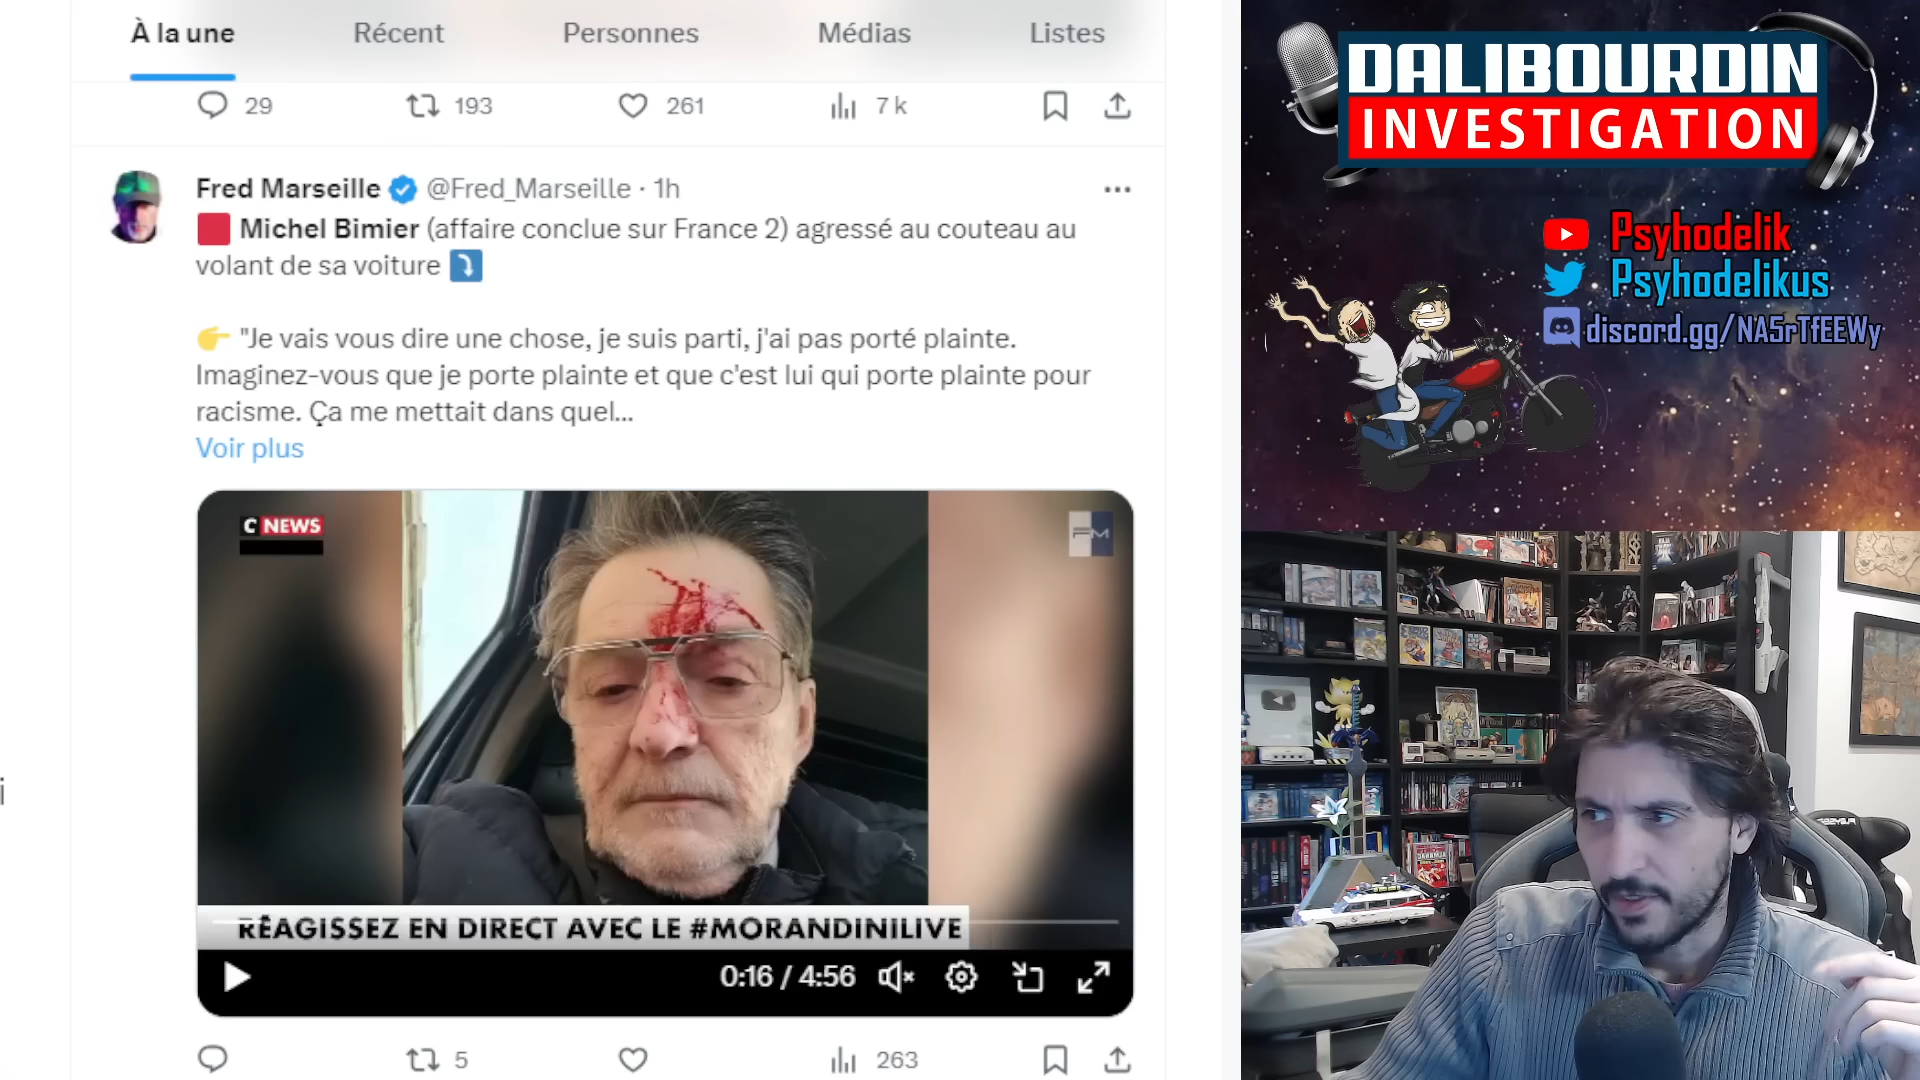 À la une
Récent
Personnes
Médias
Listes
29
193
261
7 k
Fred Marseille @Fred_Marseille · 1h
Michel Bimier (affaire conclue sur France 2) agressé au couteau au
volant de sa voiture
"Je vais vous dire une chose, je suis parti, j'ai pas porté plainte.
Imaginez-vous que je porte plainte et que c'est lui qui porte plainte pour
racisme. Ça me mettait dans quel...
Voir plus
C NEWS
FM
RÉAGISSEZ EN DIRECT AVEC LE #MORANDINILIVE
0:16 / 4:56
5
263
i
DALIBOURDIN
INVESTIGATION
Psyhodelik
Psyhodelikus
discord.gg/NA5rTfEEWy